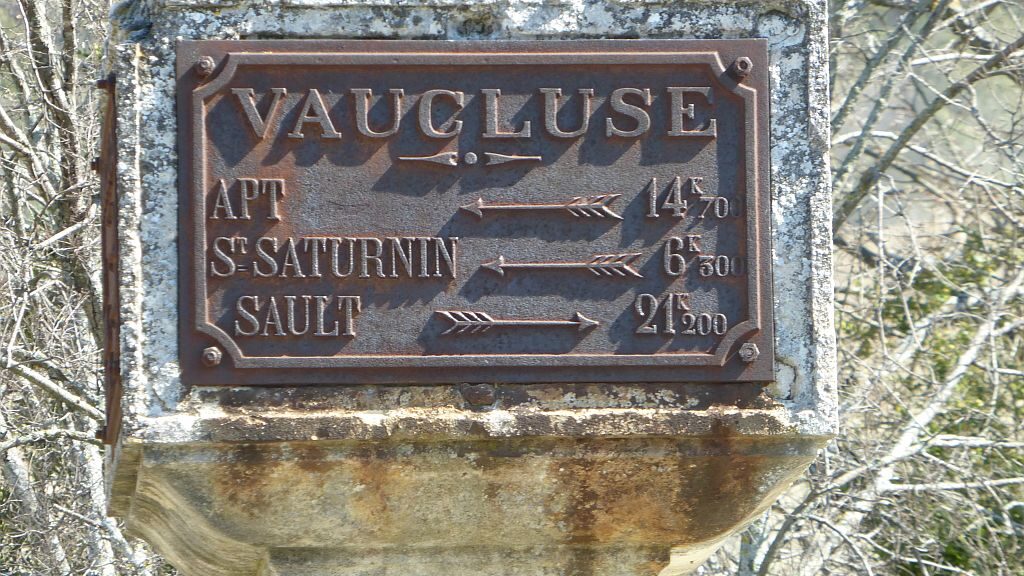 VAUCLUSE
APT 14K700
ST-SATURNIN 6K300
SAULT 21K200